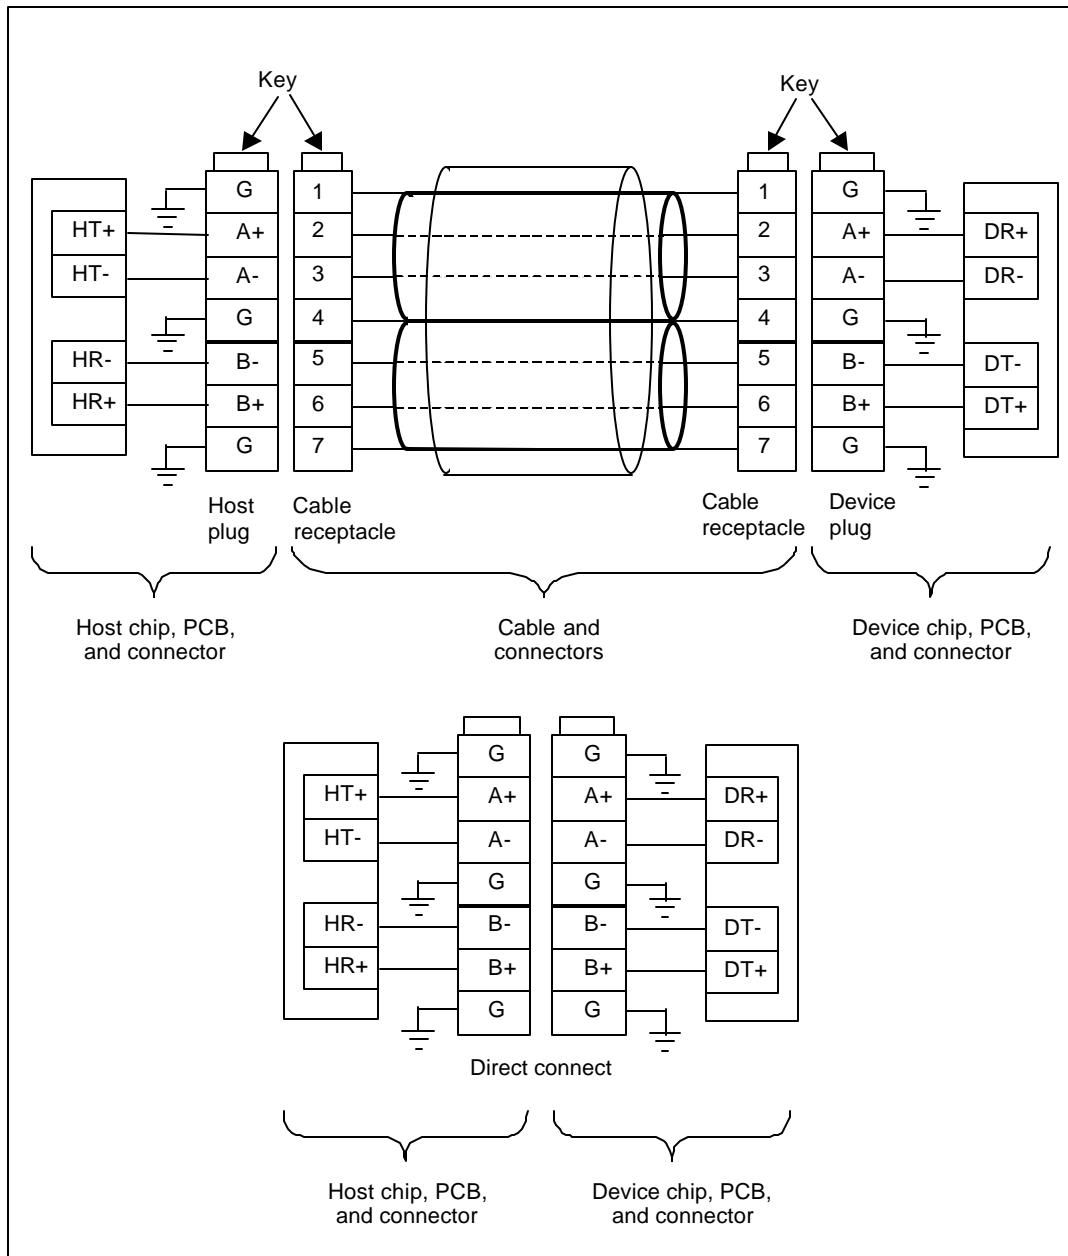 Key
Key
G
1
1
G
HT+
A+
2
2
A+
DR+
HT-
A-
3
3
A-
DR-
G
4
4
G
HR-
B-
5
5
B-
DT-
HR+
B+
6
6
B+
DT+
G
7
7
G
Host
plug
Cable
receptacle
Cable
receptacle
Device
plug
Host chip, PCB,
and connector
Cable and
connectors
Device chip, PCB,
and connector
G
G
HT+
A+
A+
DR+
HT-
A-
A-
DR-
G
G
HR-
B-
B-
DT-
HR+
B+
B+
DT+
G
G
Direct connect
Host chip, PCB,
and connector
Device chip, PCB,
and connector